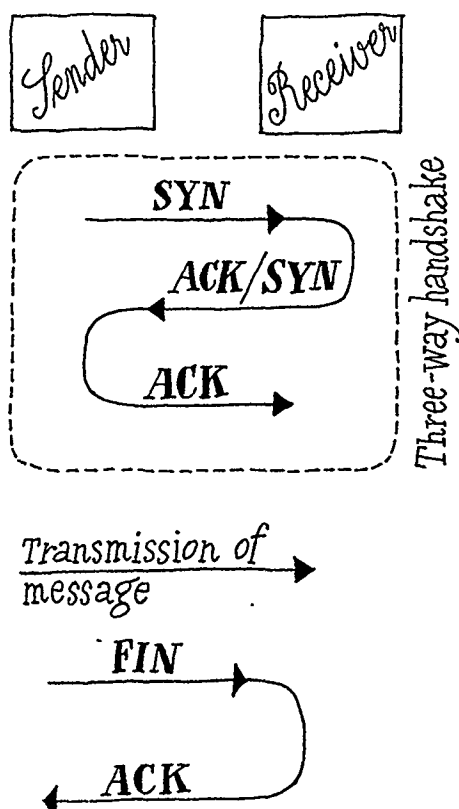 Sender
Receiver
SYN
ACK/SYN
ACK
Three-way handshake
Transmission of
message
FIN
ACK